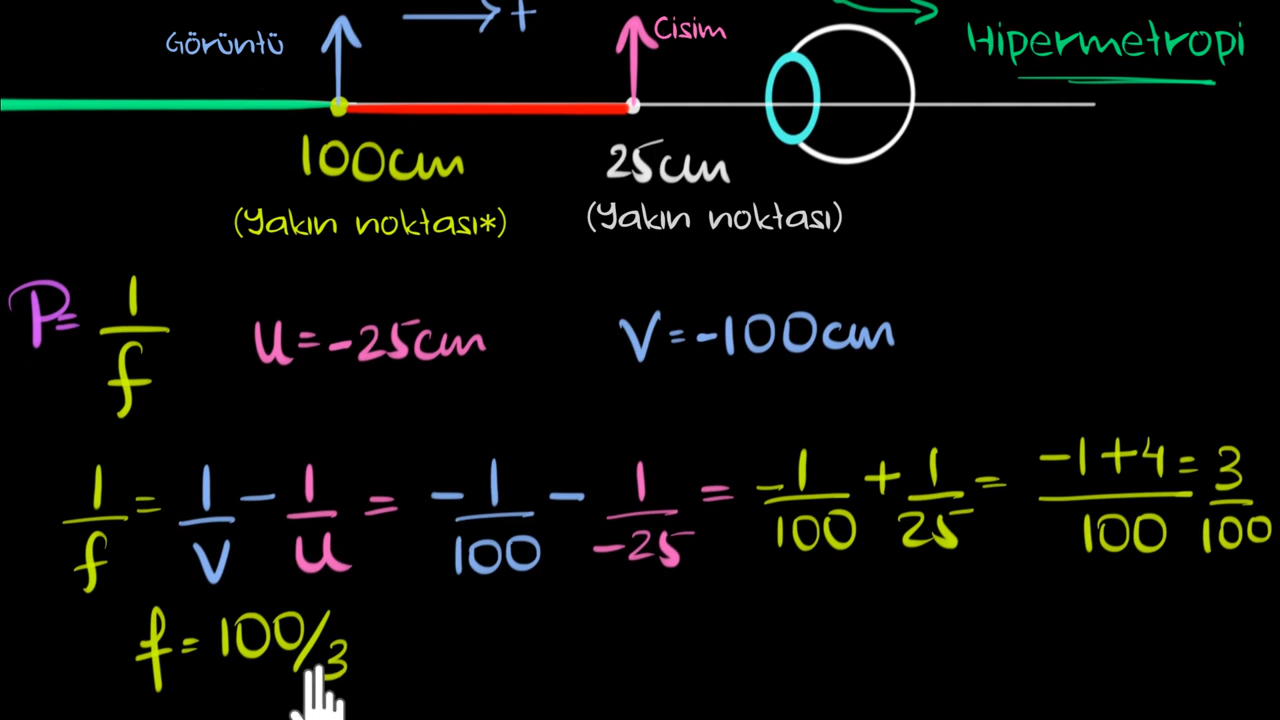 Görüntü
+
Cisim
Hipermetropi
100cm
25cm
(Yakın noktası*)
(Yakın noktası)
P = 1/f
u = -25cm
v = -100cm
1/f = 1/v - 1/u = -1/100 - 1/-25 = -1/100 + 1/25 = -1+4/100 = 3/100
f = 100/3